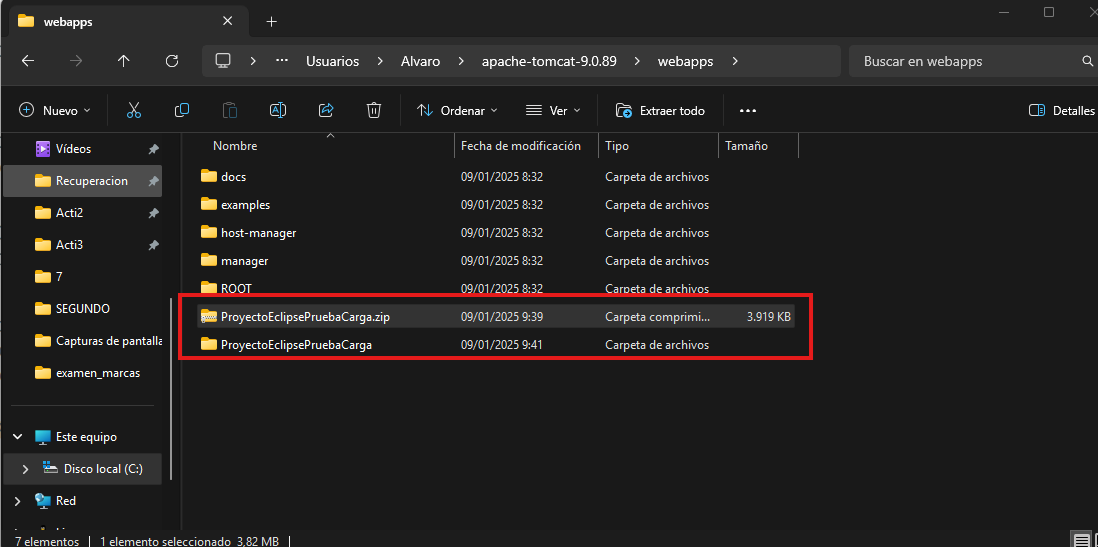 webapps
Usuarios Alvaro apache-tomcat-9.0.89 webapps
Buscar en webapps
Nuevo Ordenar Ver Extraer todo Detalles
Vídeos
Recuperacion
Acti2
Acti3
7
SEGUNDO
Capturas de pantalla
examen_marcas
Este equipo
Disco local (C:)
Red
Nombre Fecha de modificación Tipo Tamaño
docs 09/01/2025 8:32 Carpeta de archivos
examples 09/01/2025 8:32 Carpeta de archivos
host-manager 09/01/2025 8:32 Carpeta de archivos
manager 09/01/2025 8:32 Carpeta de archivos
ROOT 09/01/2025 8:32 Carpeta de archivos
ProyectoEclipsePruebaCarga.zip 09/01/2025 9:39 Carpeta comprimi... 3.919 KB
ProyectoEclipsePruebaCarga 09/01/2025 9:41 Carpeta de archivos
7 elementos 1 elemento seleccionado 3,82 MB